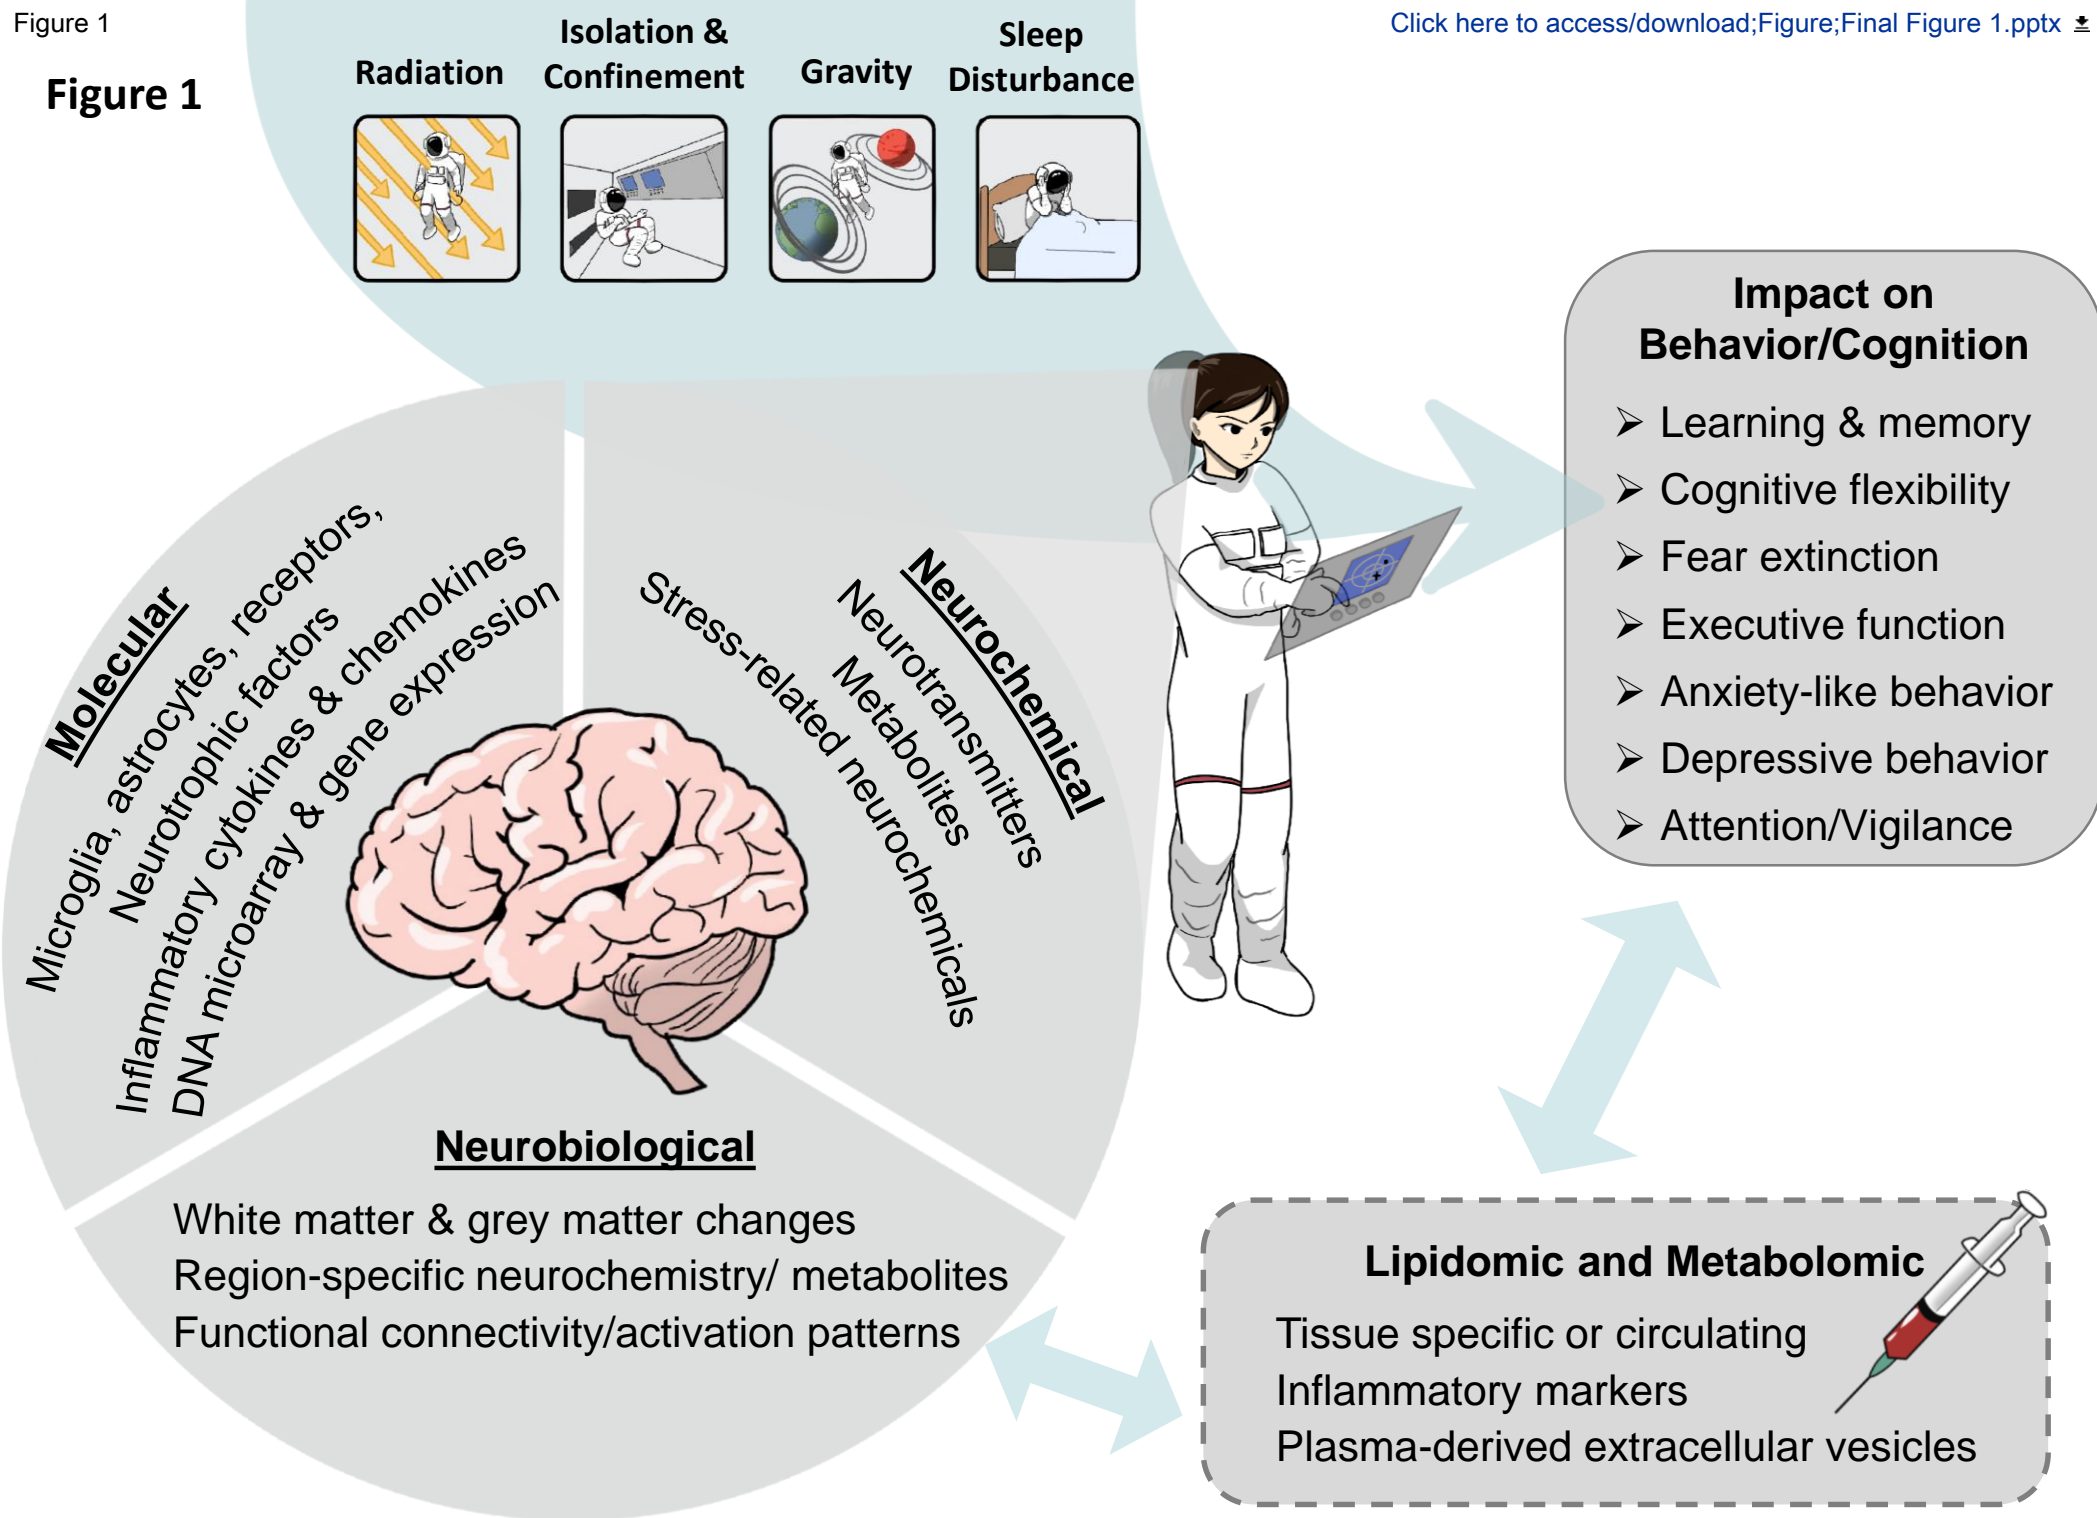 Figure 1
Click here to access/download;Figure;Final Figure 1.pptx
Figure 1
Radiation
Isolation &
Confinement
Gravity
Sleep
Disturbance
Impact on
Behavior/Cognition
Learning & memory
Cognitive flexibility
Fear extinction
Executive function
Anxiety-like behavior
Depressive behavior
Attention/Vigilance
Molecular
Microglia, astrocytes, receptors,
Neurotrophic factors
Inflammatory cytokines & chemokines
DNA microarray & gene expression
Neurochemical
Neurotransmitters
Metabolites
Stress-related neurochemicals
Neurobiological
White matter & grey matter changes
Region-specific neurochemistry/ metabolites
Functional connectivity/activation patterns
Lipidomic and Metabolomic
Tissue specific or circulating
Inflammatory markers
Plasma-derived extracellular vesicles